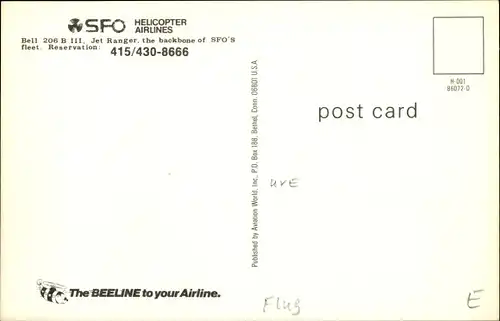 SFO HELICOPTER
AIRLINES
Bell 206 B III, Jet Ranger, the backbone of SFO'S
fleet. Reservation: 415/430-8666
H-001
86077-D
post card
Published by Aviation World, Inc., P.O. Box 188, Bethel, Conn. 06801 U.S.A.
The BEELINE to your Airline.
Flug
E